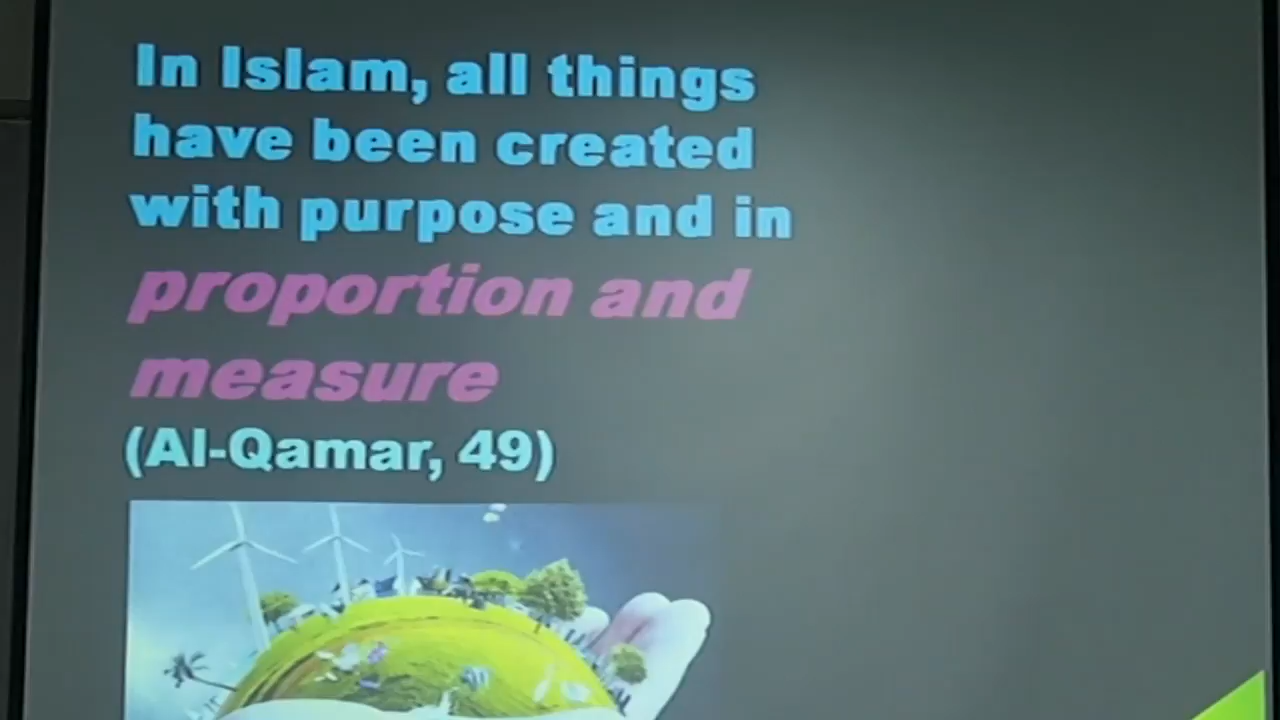 In Islam, all things
have been created
with purpose and in
proportion and
measure
(Al-Qamar, 49)